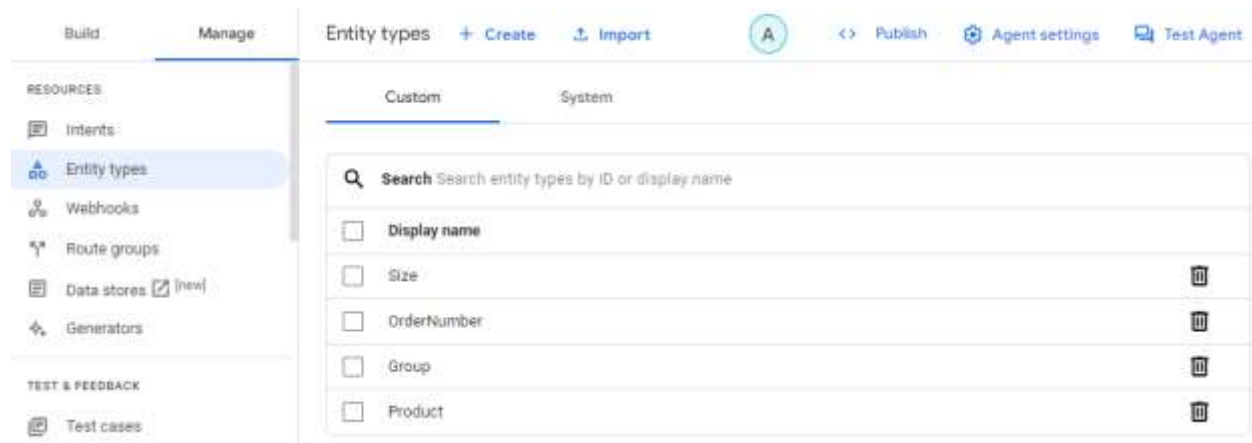 Build Manage
Entity types + Create Import A <> Publish Agent settings Test Agent
RESOURCES
Custom System
Intents
Entity types
Search Search entity types by ID or display name
Webhooks
Display name
Route groups
Size
Data stores [new]
OrderNumber
Generators
Group
TEST & FEEDBACK
Product
Test cases